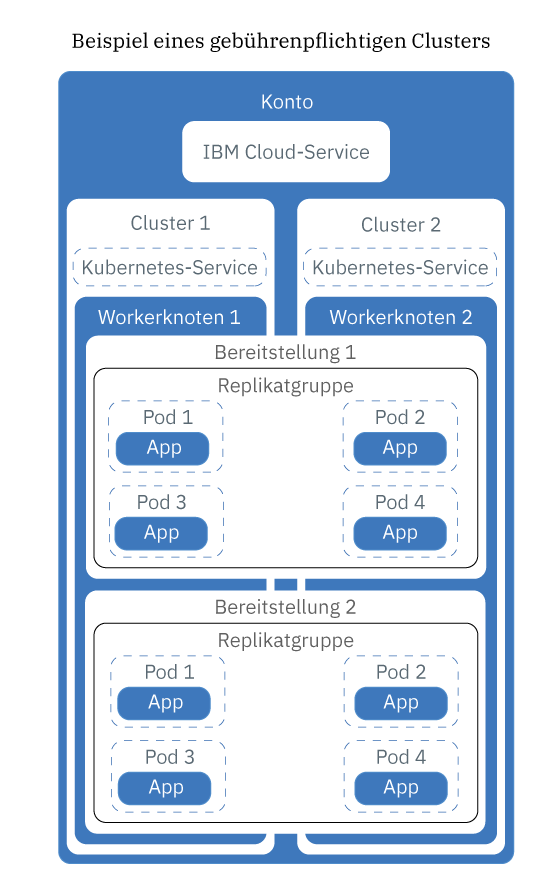 Beispiel eines gebührenpflichtigen Clusters
Konto
IBM Cloud-Service
Cluster 1
Cluster 2
Kubernetes-Service
Kubernetes-Service
Workerknoten 1
Workerknoten 2
Bereitstellung 1
Replikatgruppe
Pod 1
Pod 2
App
App
Pod 3
Pod 4
App
App
Bereitstellung 2
Replikatgruppe
Pod 1
Pod 2
App
App
Pod 3
Pod 4
App
App